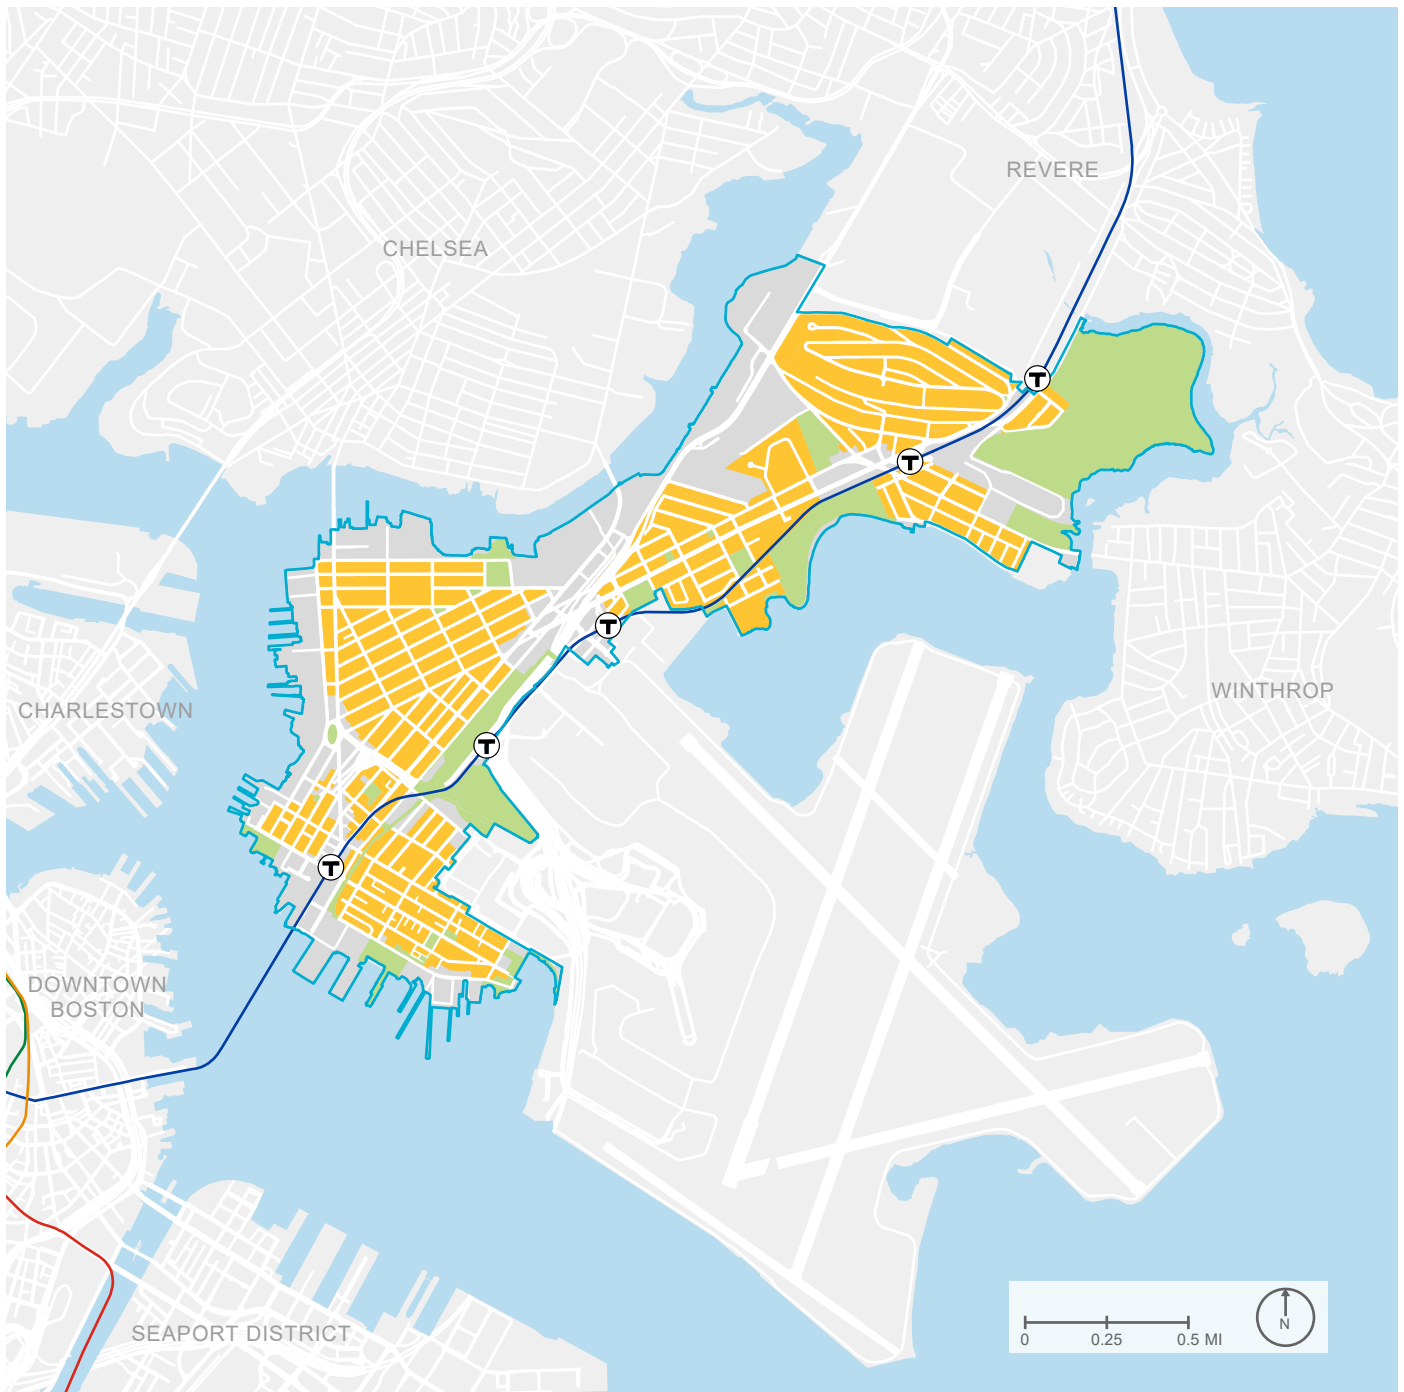 REVERE
CHELSEA
WINTHROP
CHARLESTOWN
DOWNTOWN
BOSTON
SEAPORT DISTRICT
T
T
T
T
T
0
0.25
0.5 MI
N